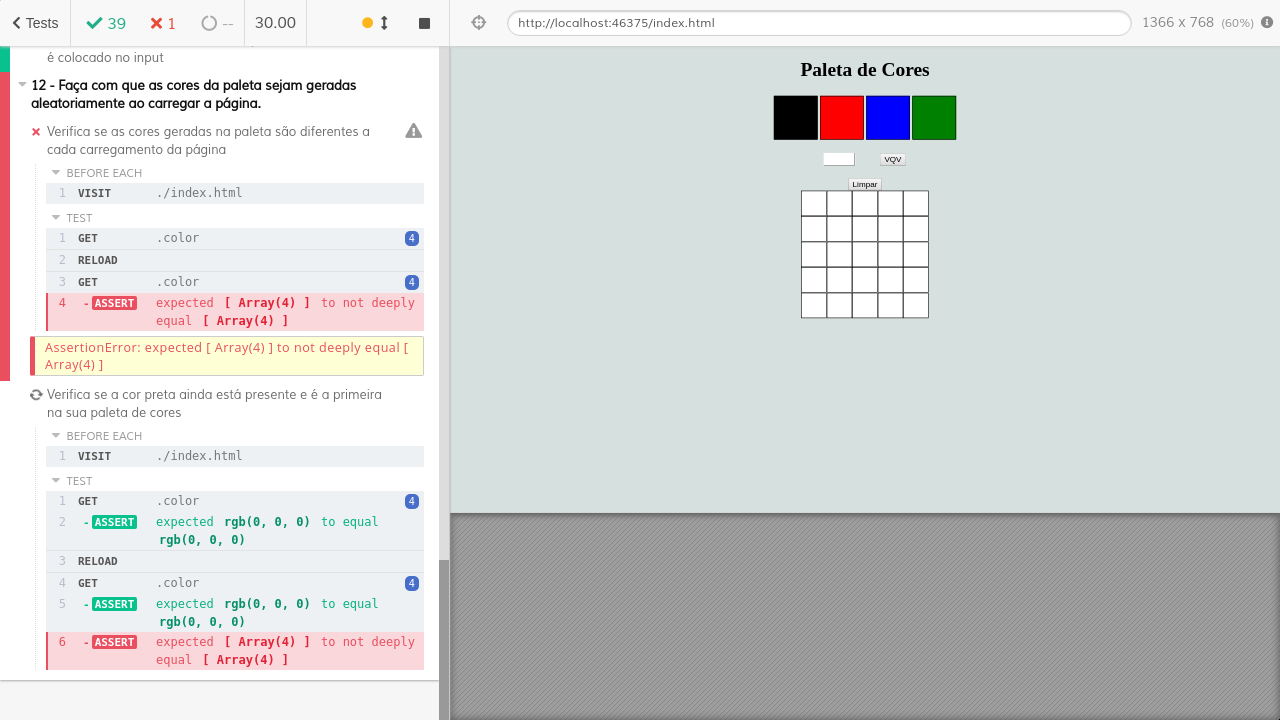 Tests
39
1
--
30.00
http://localhost:46375/index.html
1366 x 768 (60%)
é colocado no input
12 - Faça com que as cores da paleta sejam geradas
aleatoriamente ao carregar a página.
Verifica se as cores geradas na paleta são diferentes a
cada carregamento da página
BEFORE EACH
1 VISIT ./index.html
TEST
1 GET .color 4
2 RELOAD
3 GET .color 4
4 - ASSERT expected [ Array(4) ] to not deeply
equal [ Array(4) ]
AssertionError: expected [ Array(4) ] to not deeply equal [
Array(4) ]
Verifica se a cor preta ainda está presente e é a primeira
na sua paleta de cores
BEFORE EACH
1 VISIT ./index.html
TEST
1 GET .color 4
2 - ASSERT expected rgb(0, 0, 0) to equal
rgb(0, 0, 0)
3 RELOAD
4 GET .color 4
5 - ASSERT expected rgb(0, 0, 0) to equal
rgb(0, 0, 0)
6 - ASSERT expected [ Array(4) ] to not deeply
equal [ Array(4) ]
Paleta de Cores
VQV
Limpar